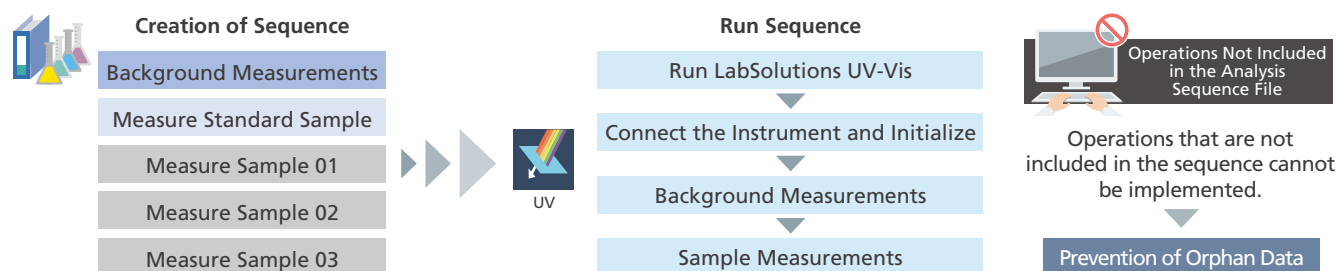 Creation of Sequence
Background Measurements
Measure Standard Sample
Measure Sample 01
Measure Sample 02
Measure Sample 03
UV
Run Sequence
Run LabSolutions UV-Vis
Connect the Instrument and Initialize
Background Measurements
Sample Measurements
Operations Not Included
in the Analysis
Sequence File
Operations that are not
included in the sequence cannot
be implemented.
Prevention of Orphan Data